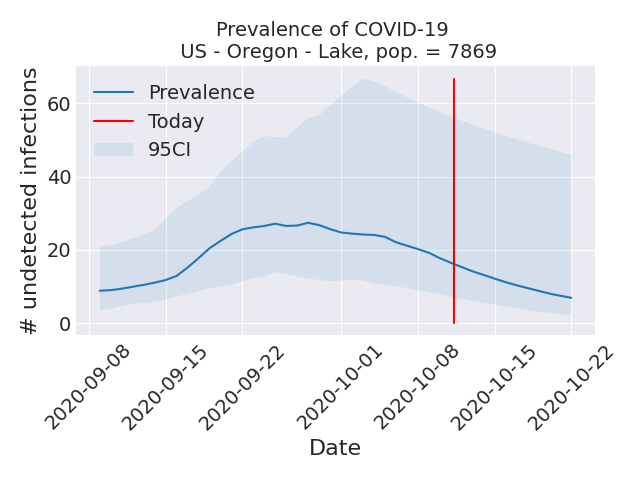 Prevalence of COVID-19
US - Oregon - Lake, pop. = 7869
# undetected infections
60
40
20
0
Prevalence
Today
95CI
2020-09-08
2020-09-15
2020-09-22
2020-10-01
2020-10-08
2020-10-15
2020-10-22
Date